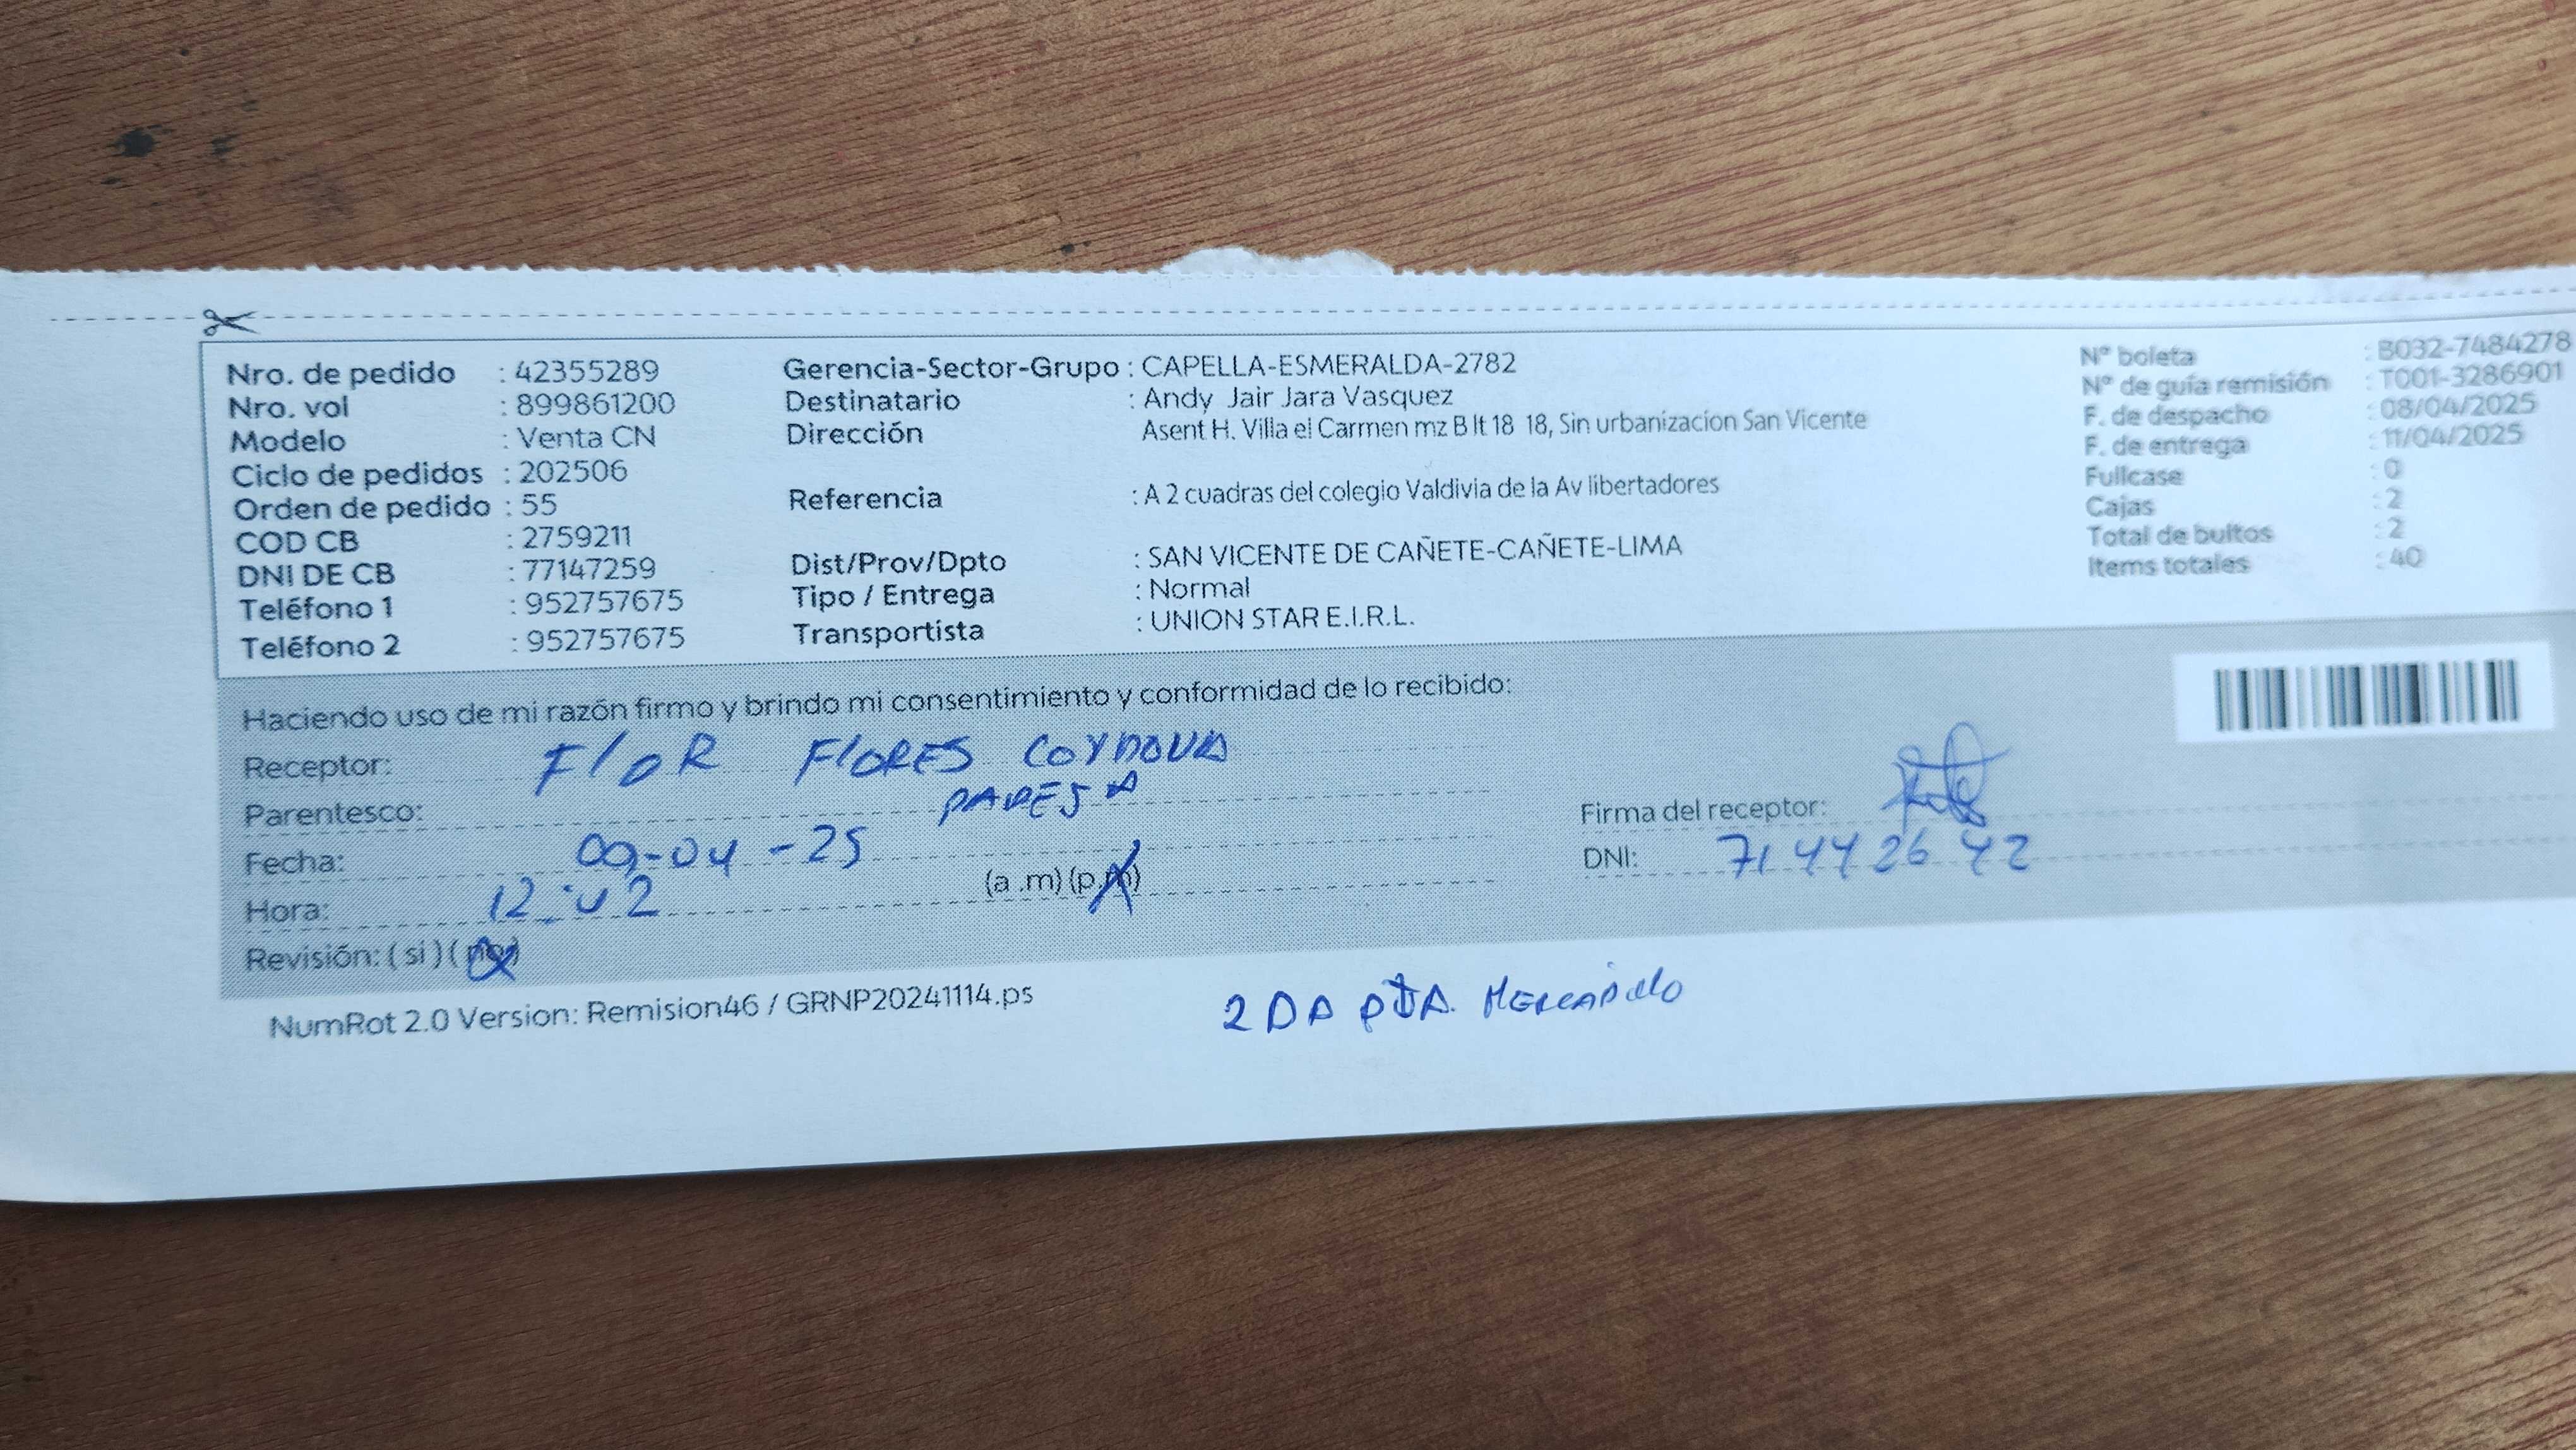 Nro. de pedido : 42355289
Nro. vol : 899861200
Modelo : Venta CN
Ciclo de pedidos : 202506
Orden de pedido : 55
COD CB : 2759211
DNI DE CB : 77147259
Teléfono 1 : 952757675
Teléfono 2 : 952757675
Gerencia-Sector-Grupo : CAPELLA-ESMERALDA-2782
Destinatario : Andy Jair Jara Vasquez
Dirección Asent H. Villa el Carmen mz B lt 18 18, Sin urbanizacion San Vicente
Referencia : A 2 cuadras del colegio Valdivia de la Av libertadores
Dist/Prov/Dpto : SAN VICENTE DE CAÑETE-CAÑETE-LIMA
Tipo / Entrega : Normal
Transportista : UNION STAR E.I.R.L.
N° boleta : B032-7484278
N° de guía remisión : T001-3286901
F. de despacho : 08/04/2025
F. de entrega : 11/04/2025
Fullcase : 0
Cajas : 2
Total de bultos : 2
Items totales : 40
Haciendo uso de mi razón firmo y brindo mi consentimiento y conformidad de lo recibido:
Receptor: FloR FlORES CORDOVA
Parentesco:
Fecha: 09-04-25
Hora: 12:02 (a .m) (p.m)
Revisión: ( si ) ( no )
Firma del receptor:
DNI: 71442642
NumRot 2.0 Version: Remision46 / GRNP20241114.ps
2 DA PTA. MERCADillo